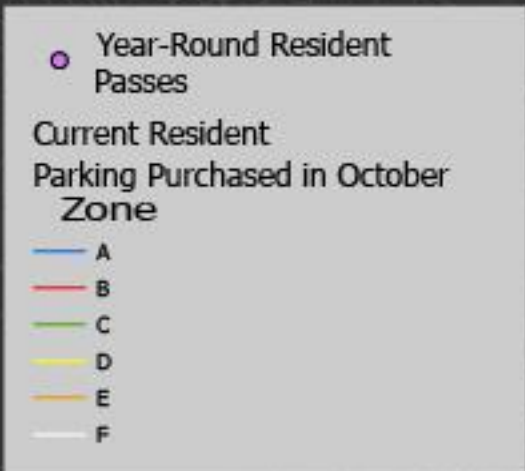 Year-Round Resident
Passes
Current Resident
Parking Purchased in October
Zone
A
B
C
D
E
F